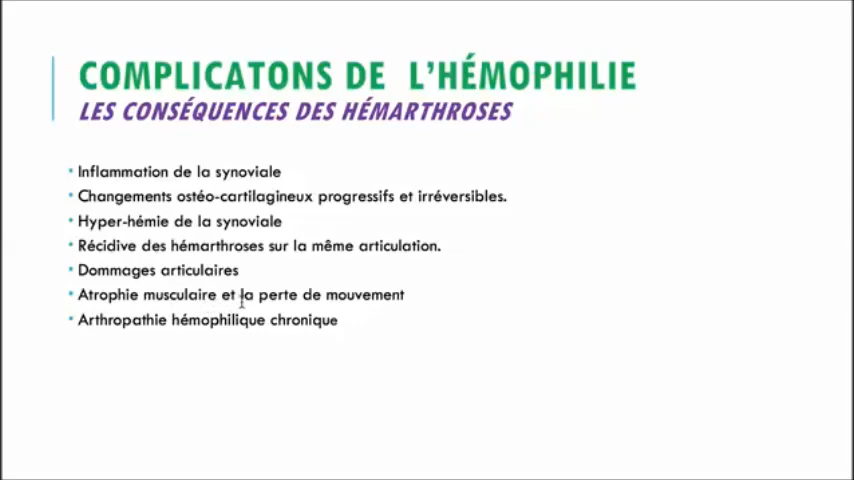 COMPLICATONS DE L'HÉMOPHILIE
LES CONSÉQUENCES DES HÉMARTHROSES
• Inflammation de la synoviale
• Changements ostéo-cartilagineux progressifs et irréversibles.
• Hyper-hémie de la synoviale
• Récidive des hémarthroses sur la même articulation.
• Dommages articulaires
• Atrophie musculaire et la perte de mouvement
• Arthropathie hémophilique chronique